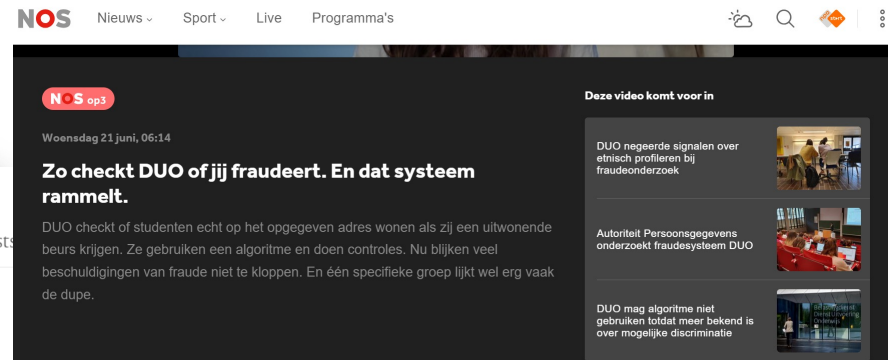 NOS Nieuws Sport Live Programma's
NOS op3
Woensdag 21 juni, 06:14
Zo checkt DUO of jij fraudeert. En dat systeem
rammelt.
DUO checkt of studenten echt op het opgegeven adres wonen als zij een uitwonende
beurs krijgen. Ze gebruiken een algoritme en doen controles. Nu blijken veel
beschuldigingen van fraude niet te kloppen. En één specifieke groep lijkt wel erg vaak
de dupe.
Deze video komt voor in
DUO negeerde signalen over
etnisch profileren bij
fraudeonderzoek
Autoriteit Persoonsgegevens
onderzoekt fraudesysteem DUO
DUO mag algoritme niet
gebruiken totdat meer bekend is
over mogelijke discriminatie